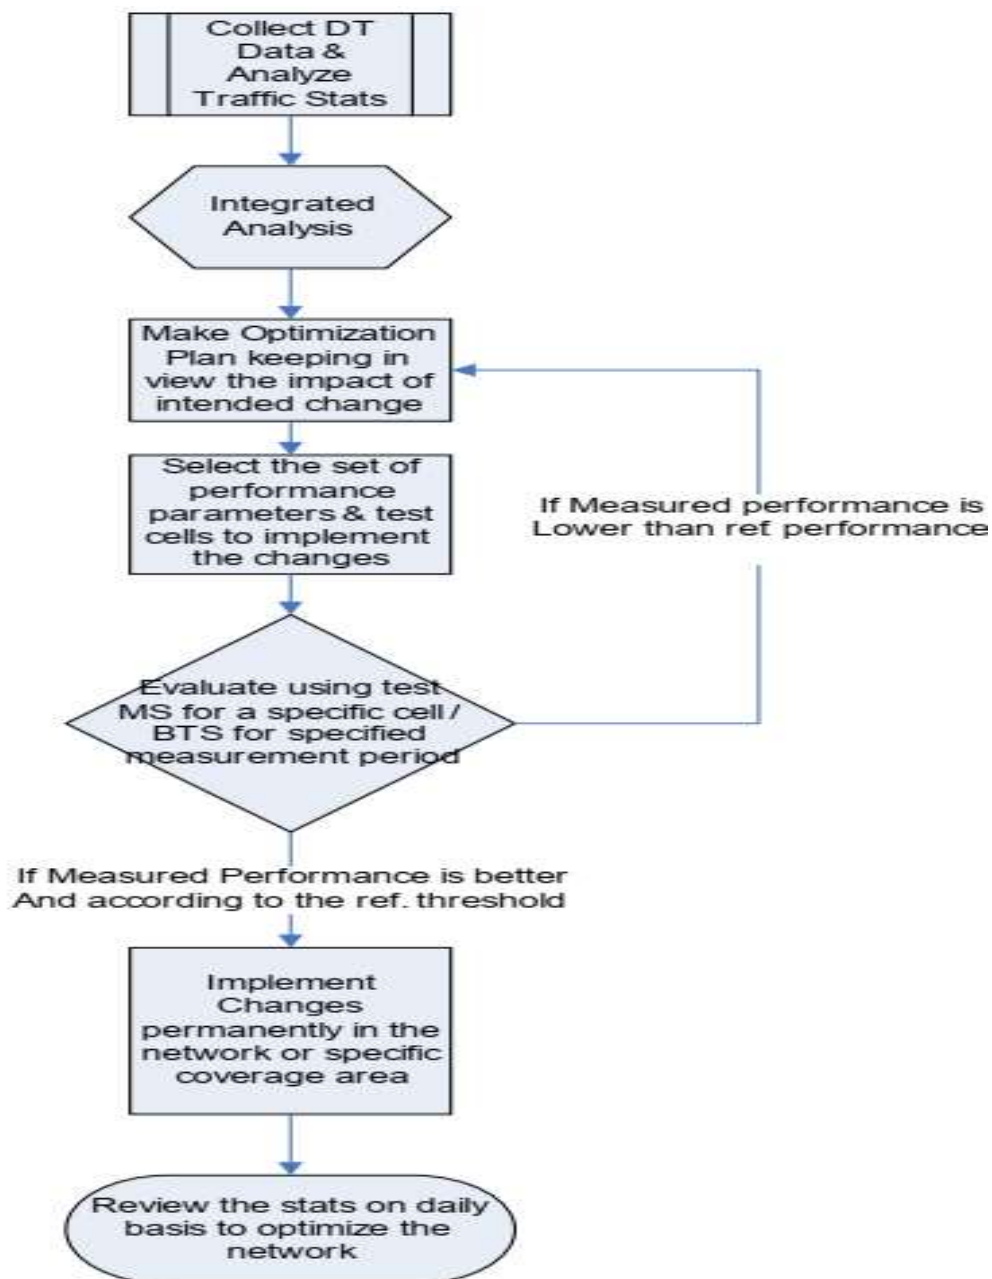 Collect DT
Data &
Analyze
Traffic Stats
Integrated
Analysis
Make Optimization
Plan keeping in
view the impact of
intended change
Select the set of
performance
parameters & test
cells to implement
the changes
If Measured performance is
Lower than ref performance
Evaluate using test
MS for a specific cell /
BTS for specified
measurement period
If Measured Performance is better
And according to the ref. threshold
Implement
Changes
permanently in the
network or specific
coverage area
Review the stats on daily
basis to optimize the
network